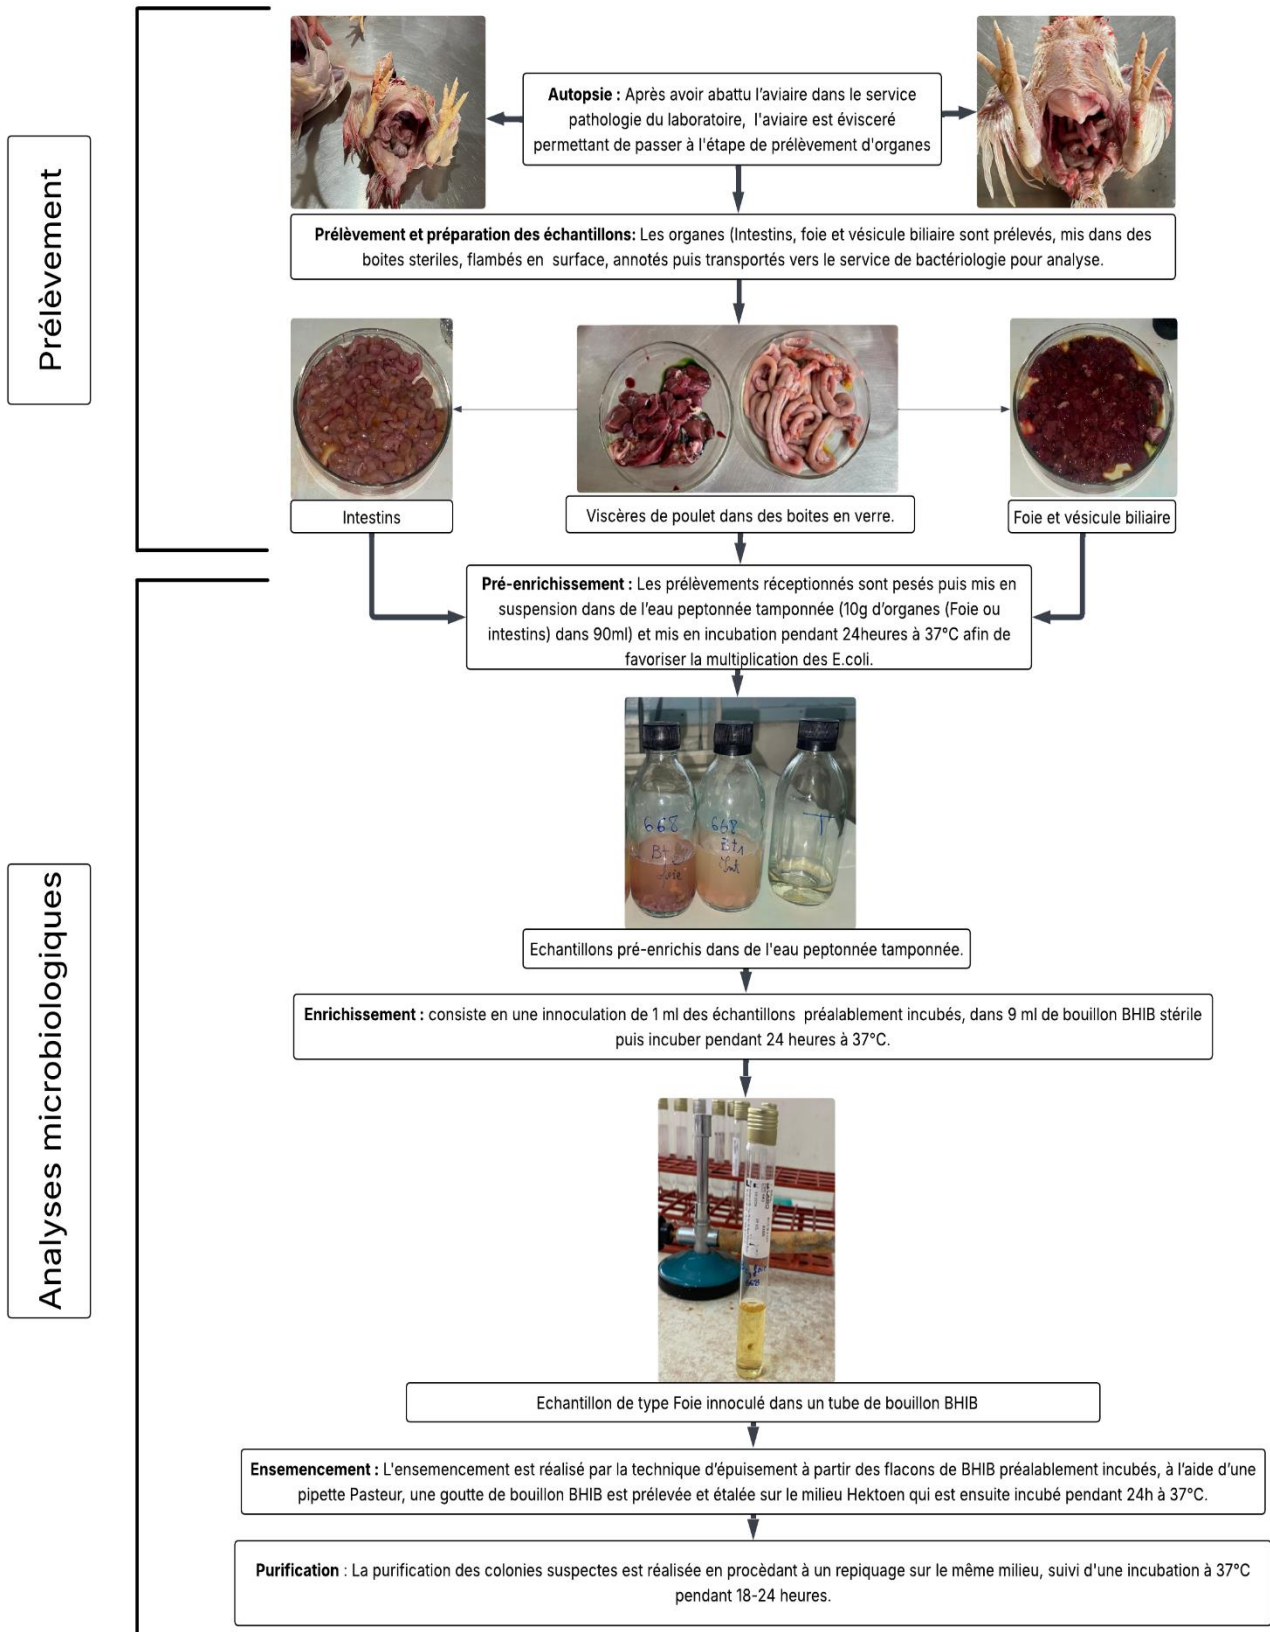 Prélèvement
Autopsie : Après avoir abattu l'aviaire dans le service
pathologie du laboratoire, l'aviaire est éviscéré
permettant de passer à l'étape de prélèvement d'organes
Prélèvement et préparation des échantillons: Les organes (Intestins, foie et vésicule biliaire sont prélevés, mis dans des
boites steriles, flambés en surface, annotés puis transportés vers le service de bactériologie pour analyse.
Intestins
Viscères de poulet dans des boites en verre.
Foie et vésicule biliaire
Analyses microbiologiques
Pré-enrichissement : Les prélèvements réceptionnés sont pesés puis mis en
suspension dans de l'eau peptonnée tamponnée (10g d'organes (Foie ou
intestins) dans 90ml) et mis en incubation pendant 24heures à 37°C afin de
favoriser la multiplication des E.coli.
668
Bt2
foie
668
Bt1
Int
T
Echantillons pré-enrichis dans de l'eau peptonnée tamponnée.
Enrichissement : consiste en une innoculation de 1 ml des échantillons préalablement incubés, dans 9 ml de bouillon BHIB stérile
puis incuber pendant 24 heures à 37°C.
Echantillon de type Foie innoculé dans un tube de bouillon BHIB
Ensemencement : L'ensemencement est réalisé par la technique d'épuisement à partir des flacons de BHIB préalablement incubés, à l'aide d'une
pipette Pasteur, une goutte de bouillon BHIB est prélevée et étalée sur le milieu Hektoen qui est ensuite incubé pendant 24h à 37°C.
Purification : La purification des colonies suspectes est réalisée en procèdant à un repiquage sur le même milieu, suivi d'une incubation à 37°C
pendant 18-24 heures.